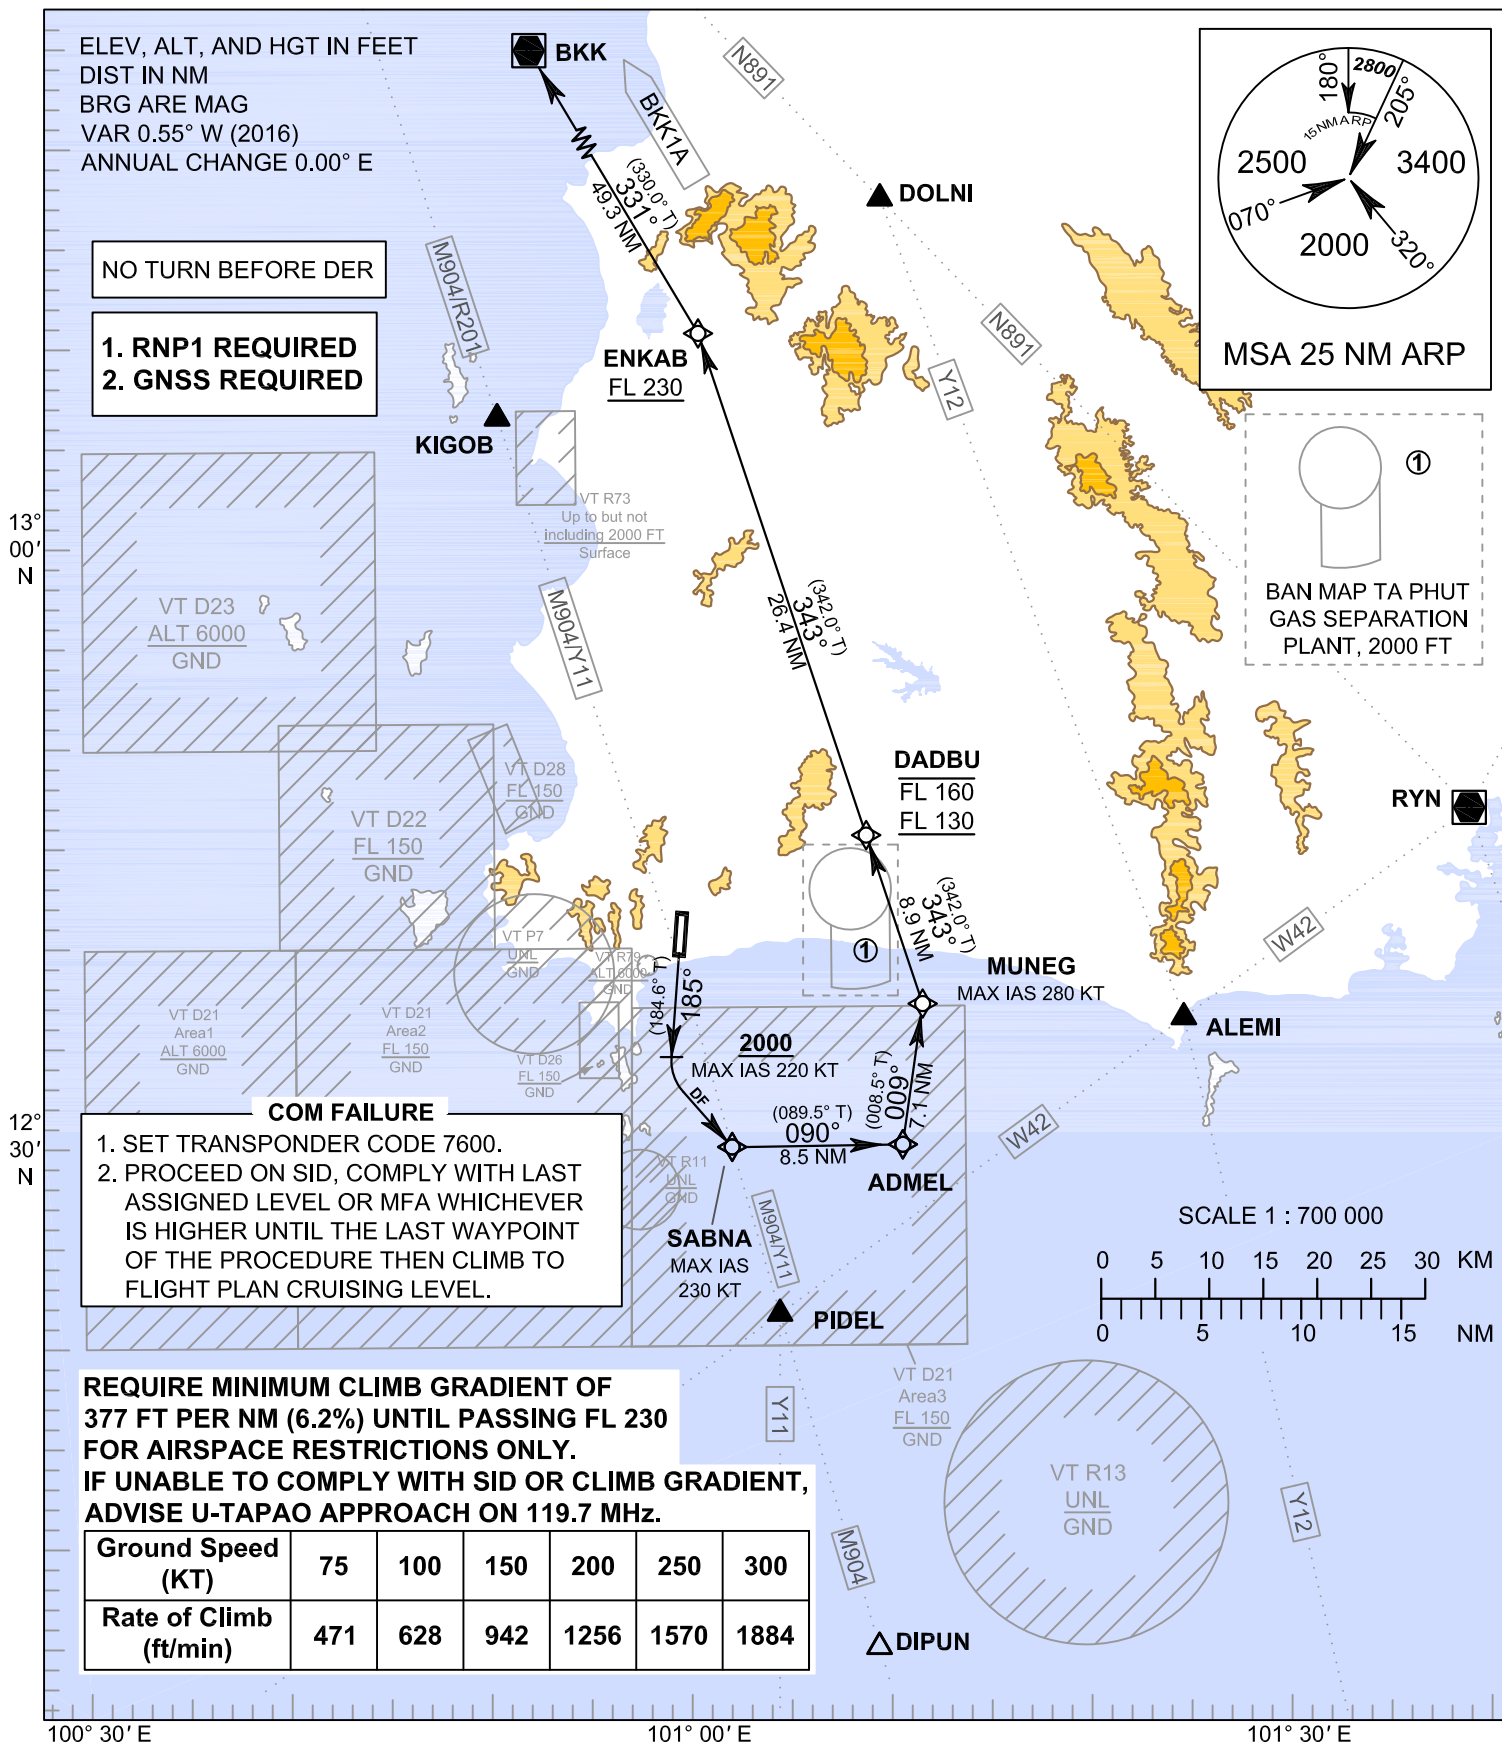 ELEV, ALT, AND HGT IN FEET
DIST IN NM
BRG ARE MAG
VAR 0.55° W (2016)
ANNUAL CHANGE 0.00° E
NO TURN BEFORE DER
1. RNP1 REQUIRED
2. GNSS REQUIRED
BKK
BKK1A
(330.0° T)
331°
49.3 NM
N891
DOLNI
180°
2800
205°
15 NM ARP
2500
3400
070°
2000
320°
MSA 25 NM ARP
M904/R201
KIGOB
ENKAB
FL 230
N891
Y12
VT R73
Up to but not
including 2000 FT
Surface
13°
00'
N
VT D23
ALT 6000
GND
M904/Y11
(342.0° T)
343°
26.4 NM
①
BAN MAP TA PHUT
GAS SEPARATION
PLANT, 2000 FT
VT D28
FL 150
GND
VT D22
FL 150
GND
DADBU
FL 160
FL 130
RYN
(342.0° T)
343°
8.9 NM
①
W42
VT P7
UNL
GND
VT R79
ALT 6000
GND
MUNEG
MAX IAS 280 KT
ALEMI
VT D21
Area1
ALT 6000
GND
VT D21
Area2
FL 150
GND
VT D26
FL 150
GND
(184.6° T)
185°
2000
MAX IAS 220 KT
DF
(089.5° T)
090°
8.5 NM
(008.5° T)
009°
7.1 NM
ADMEL
W42
12°
30'
N
COM FAILURE
1. SET TRANSPONDER CODE 7600.
2. PROCEED ON SID, COMPLY WITH LAST
ASSIGNED LEVEL OR MFA WHICHEVER
IS HIGHER UNTIL THE LAST WAYPOINT
OF THE PROCEDURE THEN CLIMB TO
FLIGHT PLAN CRUISING LEVEL.
VT R11
UNL
GND
SABNA
MAX IAS
230 KT
M904/Y11
PIDEL
SCALE 1 : 700 000
0 5 10 15 20 25 30 KM
0 5 10 15 NM
VT D21
Area3
FL 150
GND
Y11
REQUIRE MINIMUM CLIMB GRADIENT OF
377 FT PER NM (6.2%) UNTIL PASSING FL 230
FOR AIRSPACE RESTRICTIONS ONLY.
IF UNABLE TO COMPLY WITH SID OR CLIMB GRADIENT,
ADVISE U-TAPAO APPROACH ON 119.7 MHz.
Ground Speed (KT) 75 100 150 200 250 300
Rate of Climb (ft/min) 471 628 942 1256 1570 1884
VT R13
UNL
GND
Y12
M904
DIPUN
100° 30' E
101° 00' E
101° 30' E